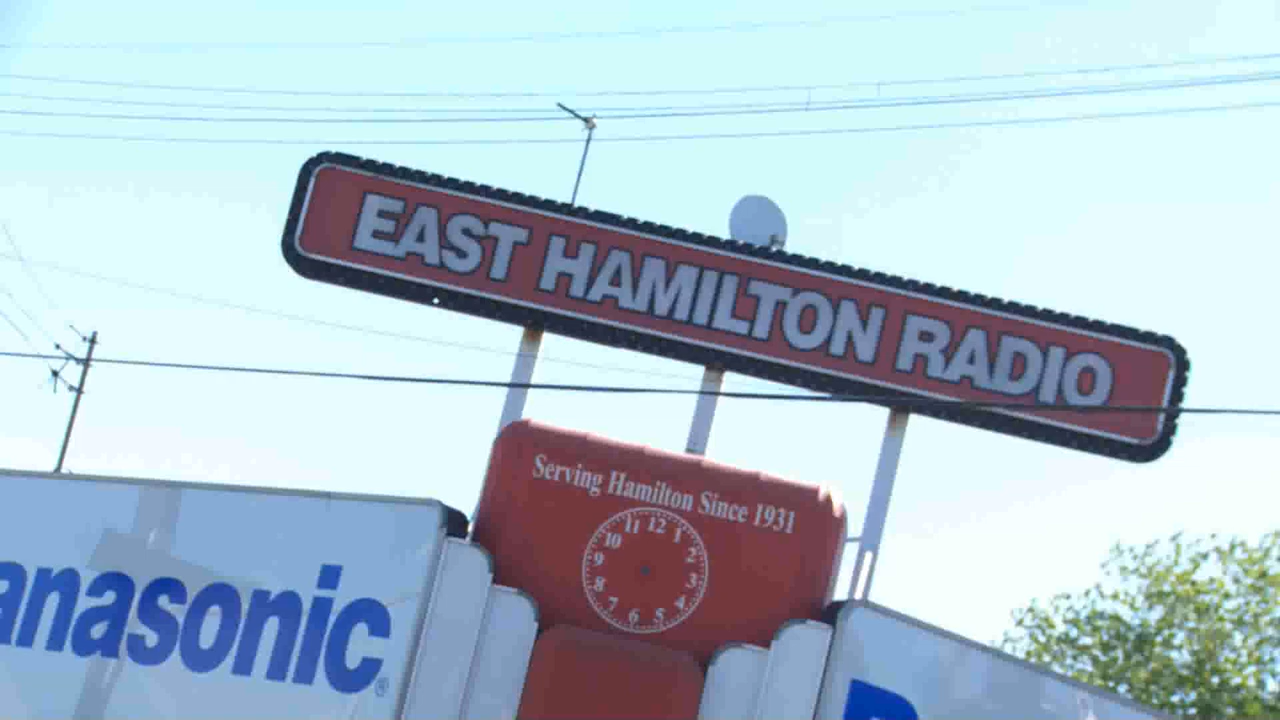 EAST HAMILTON RADIO
Serving Hamilton Since 1931
11 12 1
10 2
9 3
8 4
7 6 5
anasonic®